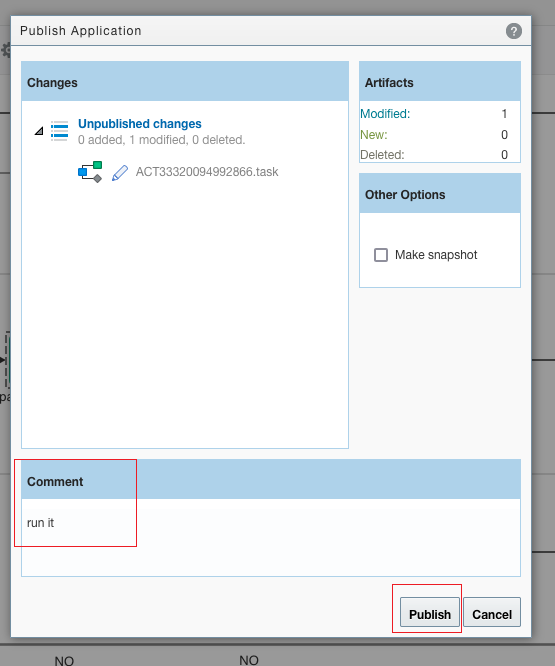 Publish Application
?
Changes
Unpublished changes
0 added, 1 modified, 0 deleted.
ACT33320094992866.task
Artifacts
Modified: 1
New: 0
Deleted: 0
Other Options
Make snapshot
Comment
run it
Publish
Cancel
pa
NO
NO